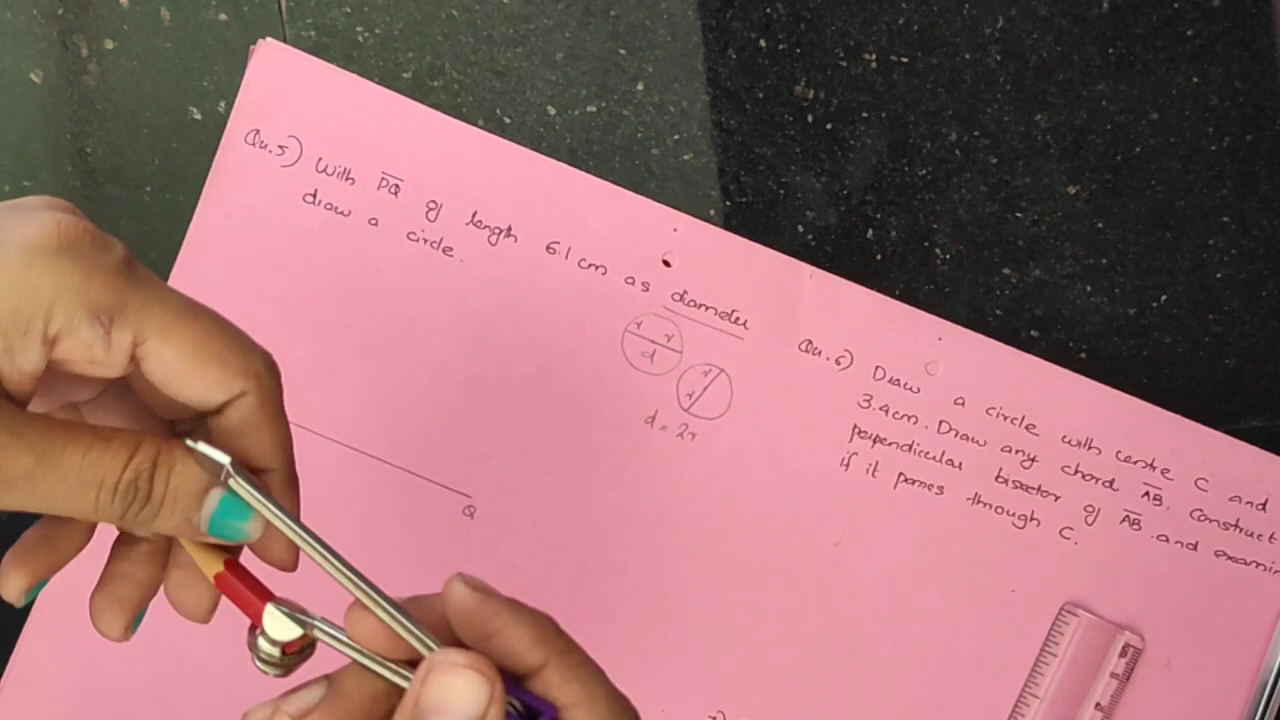 Qu.5) With PQ of length 6.1 cm as diameter
draw a circle.
r r
d
r
r
d = 2r
Q
Qu.6) Draw a circle with centre C and
3.4cm. Draw any chord AB. Construct
perpendicular bisector of AB and examin
if it passes through C.